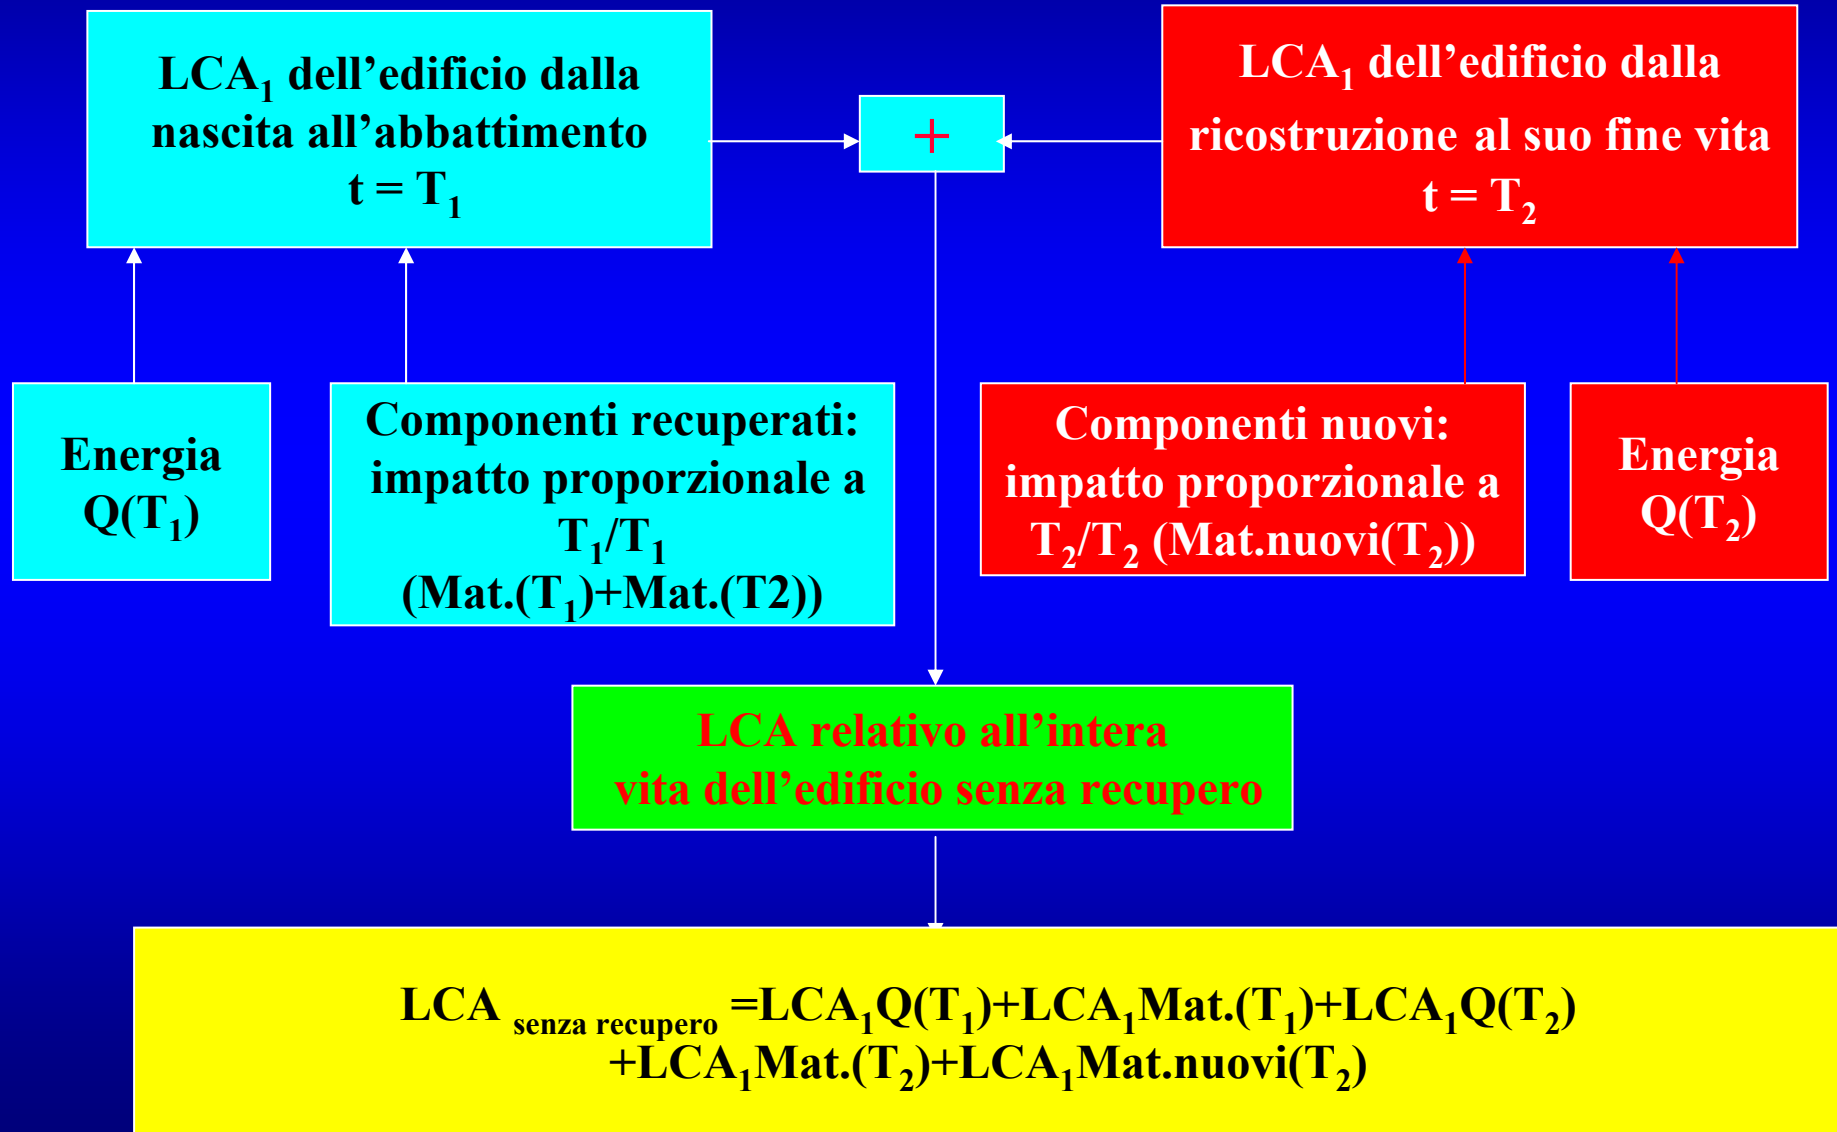 LCA₁ dell’edificio dalla
nascita all’abbattimento
t = T₁
+
LCA₁ dell’edificio dalla
ricostruzione al suo fine vita
t = T₂
Energia
Q(T₁)
Componenti recuperati:
impatto proporzionale a
T₁/T₁
(Mat.(T₁)+Mat.(T2))
Componenti nuovi:
impatto proporzionale a
T₂/T₂ (Mat.nuovi(T₂))
Energia
Q(T₂)
LCA relativo all’intera
vita dell’edificio senza recupero
LCA senza recupero =LCA₁Q(T₁)+LCA₁Mat.(T₁)+LCA₁Q(T₂)
+LCA₁Mat.(T₂)+LCA₁Mat.nuovi(T₂)